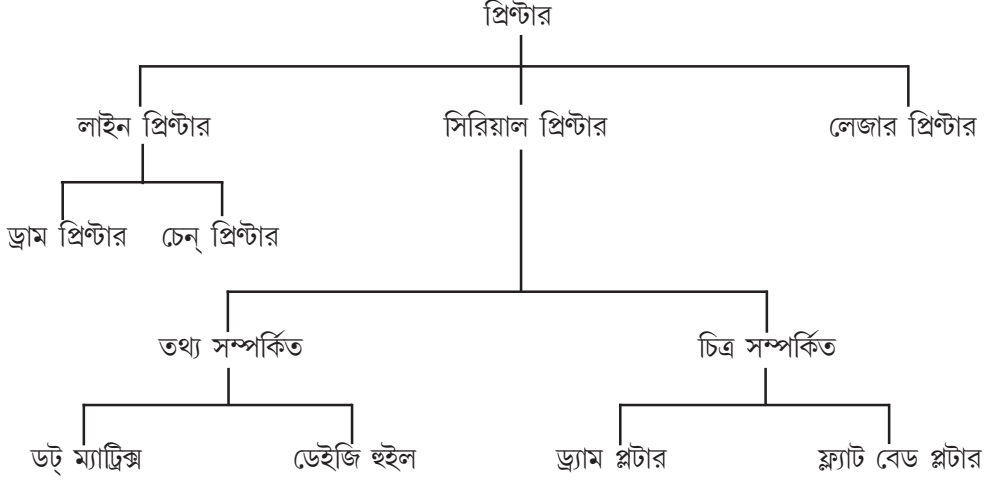 প্রিণ্টার
লাইন প্রিণ্টার সিরিয়াল প্রিণ্টার লেজার প্রিণ্টার
ড্রাম প্রিণ্টার চেন্ প্রিণ্টার
তথ্য সম্পর্কিত চিত্র সম্পর্কিত
ডট্ ম্যাট্রিক্স ডেইজি হুইল ড্র্যাম প্লটার ফ্ল্যাট বেড প্লটার